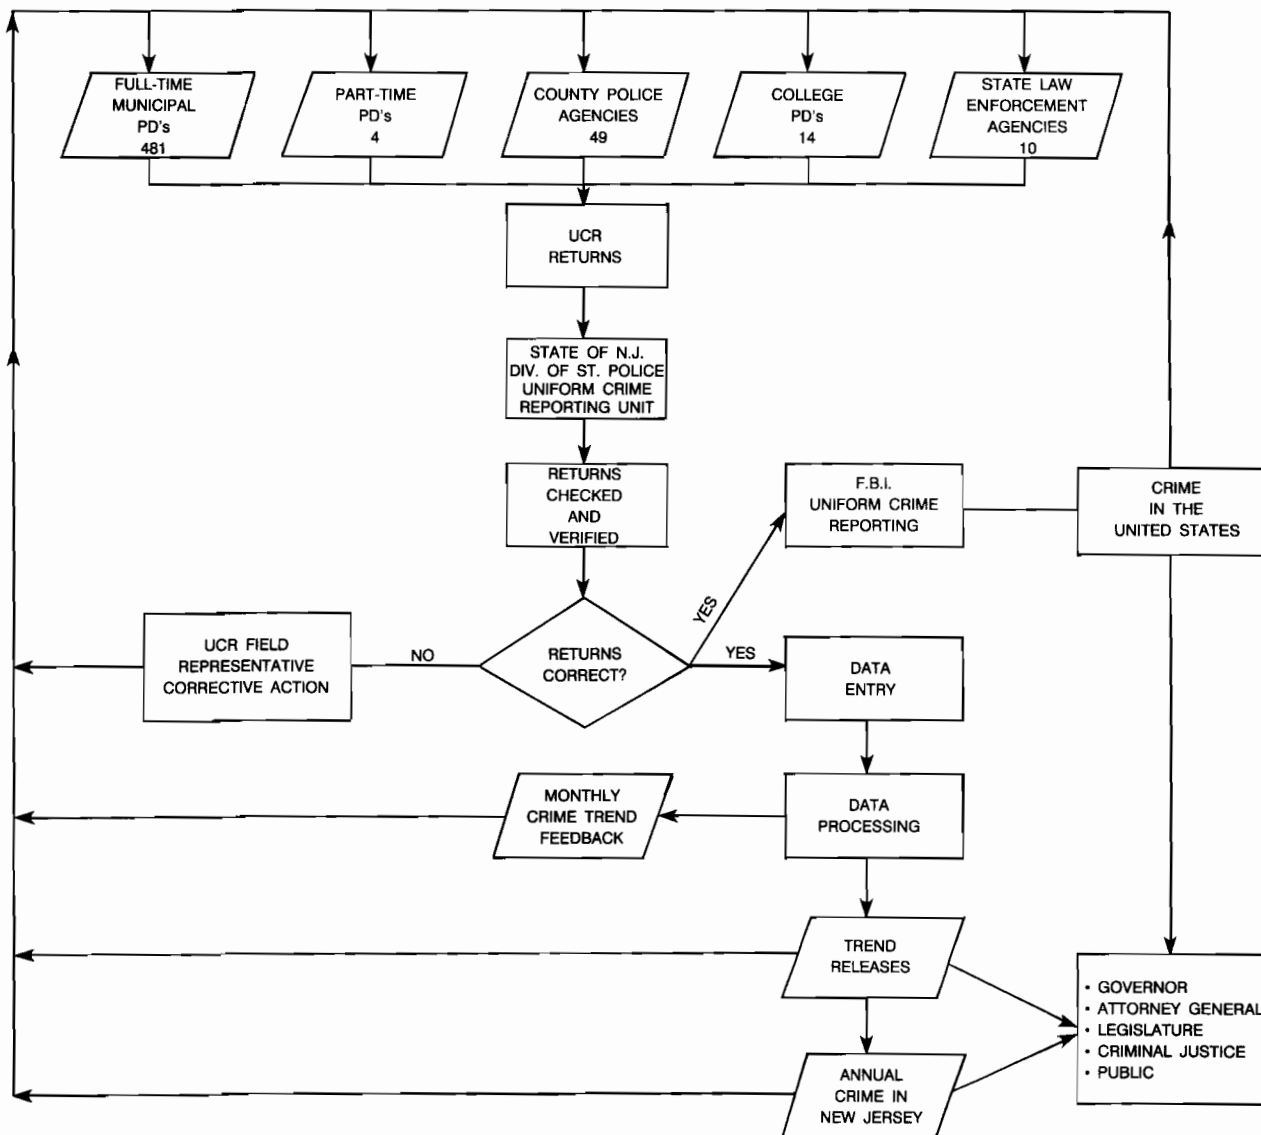 FULL-TIME
MUNICIPAL
PD's
481
PART-TIME
PD's
4
COUNTY POLICE
AGENCIES
49
COLLEGE
PD's
14
STATE LAW
ENFORCEMENT
AGENCIES
10
UCR
RETURNS
STATE OF N.J.
DIV. OF ST. POLICE
UNIFORM CRIME
REPORTING UNIT
RETURNS
CHECKED
AND
VERIFIED
F.B.I.
UNIFORM CRIME
REPORTING
CRIME
IN THE
UNITED STATES
YES
UCR FIELD
REPRESENTATIVE
CORRECTIVE ACTION
NO
RETURNS
CORRECT?
YES
DATA
ENTRY
MONTHLY
CRIME TREND
FEEDBACK
DATA
PROCESSING
TREND
RELEASES
• GOVERNOR
• ATTORNEY GENERAL
• LEGISLATURE
• CRIMINAL JUSTICE
• PUBLIC
ANNUAL
CRIME IN
NEW JERSEY